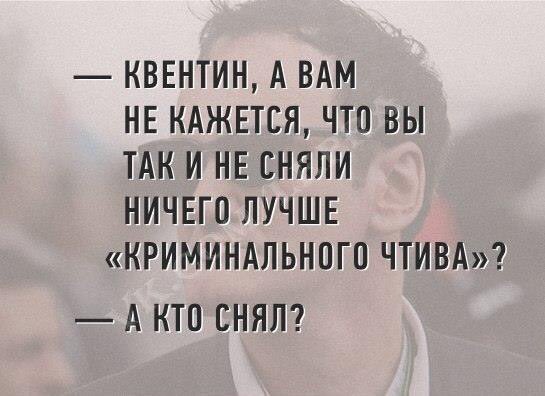 — КВЕНТИН, А ВАМ
НЕ КАЖЕТСЯ, ЧТО ВЫ
ТАК И НЕ СНЯЛИ
НИЧЕГО ЛУЧШЕ
«КРИМИНАЛЬНОГО ЧТИВА»?
— А КТО СНЯЛ?